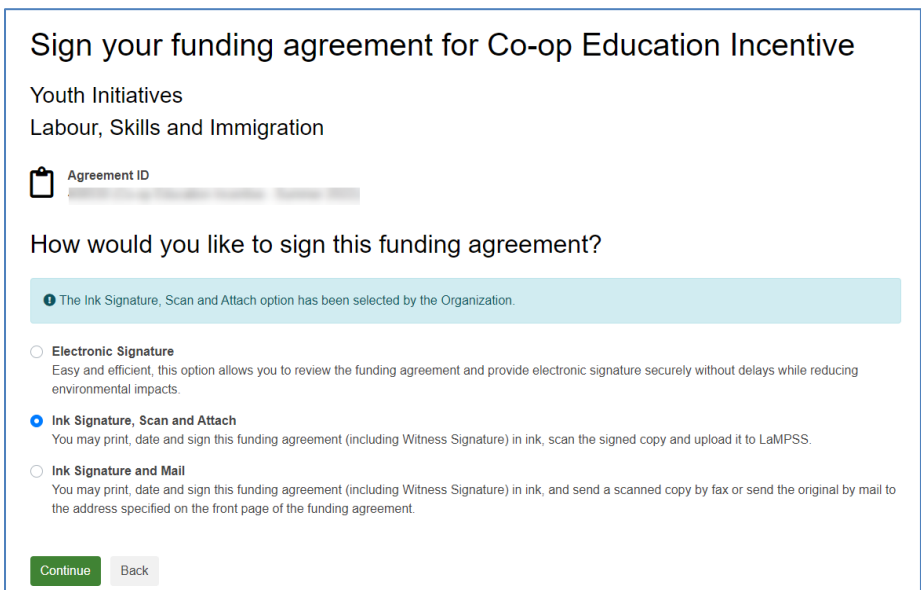 Sign your funding agreement for Co-op Education Incentive
Youth Initiatives
Labour, Skills and Immigration
Agreement ID
How would you like to sign this funding agreement?
The Ink Signature, Scan and Attach option has been selected by the Organization.
Electronic Signature
Easy and efficient, this option allows you to review the funding agreement and provide electronic signature securely without delays while reducing
environmental impacts.
Ink Signature, Scan and Attach
You may print, date and sign this funding agreement (including Witness Signature) in ink, scan the signed copy and upload it to LaMPSS.
Ink Signature and Mail
You may print, date and sign this funding agreement (including Witness Signature) in ink, and send a scanned copy by fax or send the original by mail to
the address specified on the front page of the funding agreement.
Continue Back